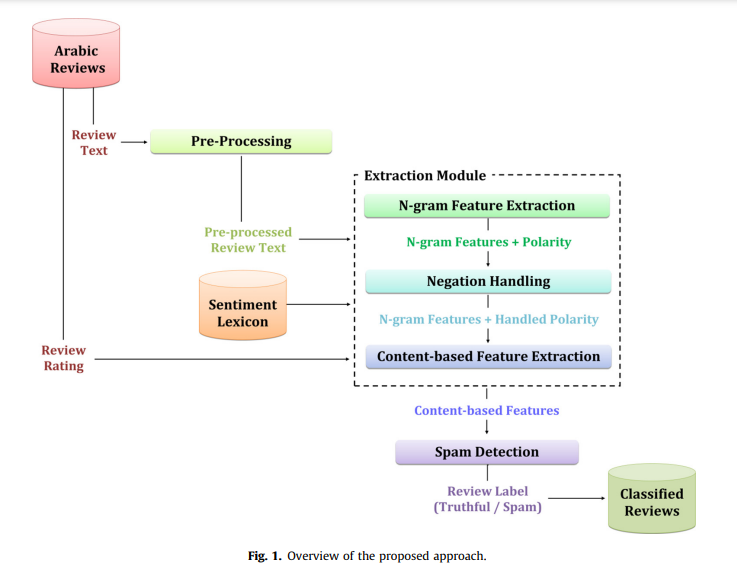 Arabic
Reviews
Review
Text
Pre-Processing
Extraction Module
N-gram Feature Extraction
Pre-processed
Review Text
N-gram Features + Polarity
Negation Handling
Sentiment
Lexicon
N-gram Features + Handled Polarity
Review
Rating
Content-based Feature Extraction
Content-based Features
Spam Detection
Review Label
(Truthful / Spam)
Classified
Reviews
Fig. 1. Overview of the proposed approach.